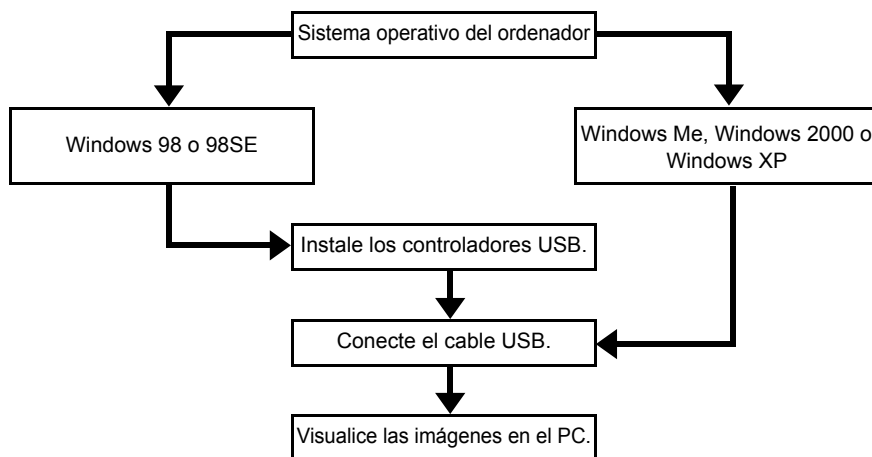 Sistema operativo del ordenador
Windows 98 o 98SE
Windows Me, Windows 2000 o
Windows XP
Instale los controladores USB.
Conecte el cable USB.
Visualice las imágenes en el PC.